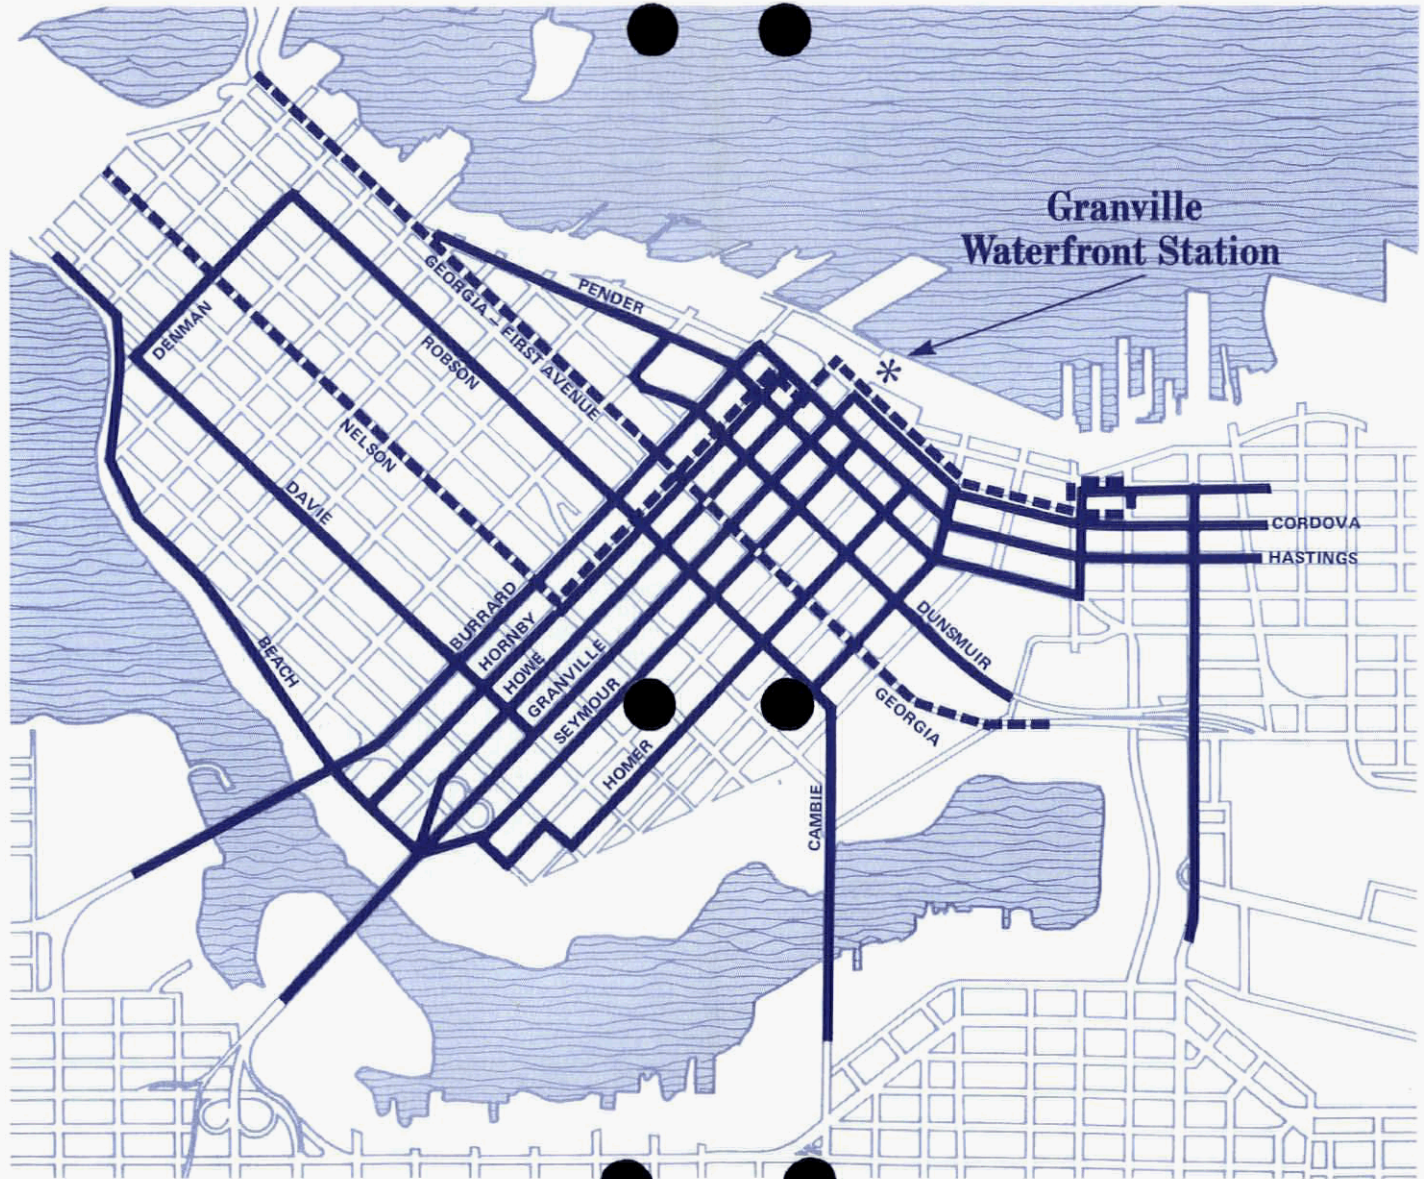 Granville
Waterfront Station
*
PENDER
GEORGIA - FIRST AVENUE
DENMAN
ROBSON
NELSON
DAVIE
BEACH
BURRARD
HORNBY
HOWE
GRANVILLE
SEYMOUR
HOMER
CAMBIE
GEORGIA
DUNSMUIR
CORDOVA
HASTINGS